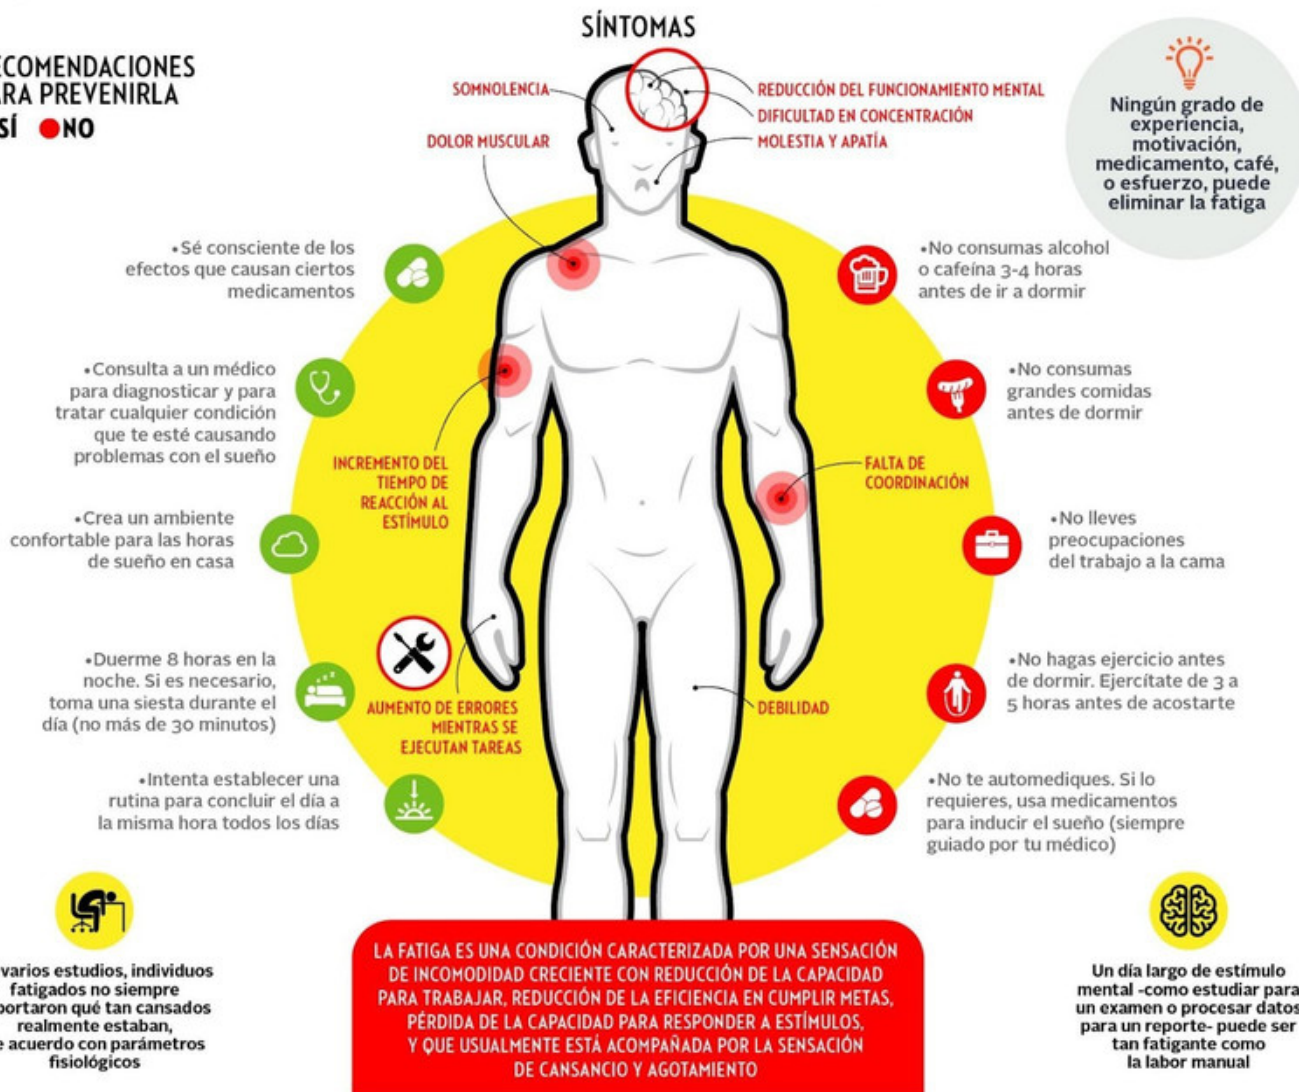 SÍNTOMAS
ECOMENDACIONES
ARA PREVENIRLA
SÍ NO
SOMNOLENCIA
DOLOR MUSCULAR
REDUCCIÓN DEL FUNCIONAMIENTO MENTAL
DIFICULTAD EN CONCENTRACIÓN
MOLESTIA Y APATÍA
Ningún grado de
experiencia,
motivación,
medicamento, café,
o esfuerzo, puede
eliminar la fatiga
•Sé consciente de los
efectos que causan ciertos
medicamentos
•Consulta a un médico
para diagnosticar y para
tratar cualquier condición
que te esté causando
problemas con el sueño
•Crea un ambiente
confortable para las horas
de sueño en casa
•Duerme 8 horas en la
noche. Si es necesario,
toma una siesta durante el
día (no más de 30 minutos)
•Intenta establecer una
rutina para concluir el día a
la misma hora todos los días
INCREMENTO DEL
TIEMPO DE
REACCIÓN AL
ESTÍMULO
AUMENTO DE ERRORES
MIENTRAS SE
EJECUTAN TAREAS
FALTA DE
COORDINACIÓN
DEBILIDAD
•No consumas alcohol
o cafeína 3-4 horas
antes de ir a dormir
•No consumas
grandes comidas
antes de dormir
•No lleves
preocupaciones
del trabajo a la cama
•No hagas ejercicio antes
de dormir. Ejercítate de 3 a
5 horas antes de acostarte
•No te automediques. Si lo
requieres, usa medicamentos
para inducir el sueño (siempre
guiado por tu médico)
varios estudios, individuos
fatigados no siempre
portaron qué tan cansados
realmente estaban,
e acuerdo con parámetros
fisiológicos
LA FATIGA ES UNA CONDICIÓN CARACTERIZADA POR UNA SENSACIÓN
DE INCOMODIDAD CRECIENTE CON REDUCCIÓN DE LA CAPACIDAD
PARA TRABAJAR, REDUCCIÓN DE LA EFICIENCIA EN CUMPLIR METAS,
PÉRDIDA DE LA CAPACIDAD PARA RESPONDER A ESTÍMULOS,
Y QUE USUALMENTE ESTÁ ACOMPAÑADA POR LA SENSACIÓN
DE CANSANCIO Y AGOTAMIENTO
Un día largo de estímulo
mental -como estudiar para
un examen o procesar datos
para un reporte- puede ser
tan fatigante como
la labor manual